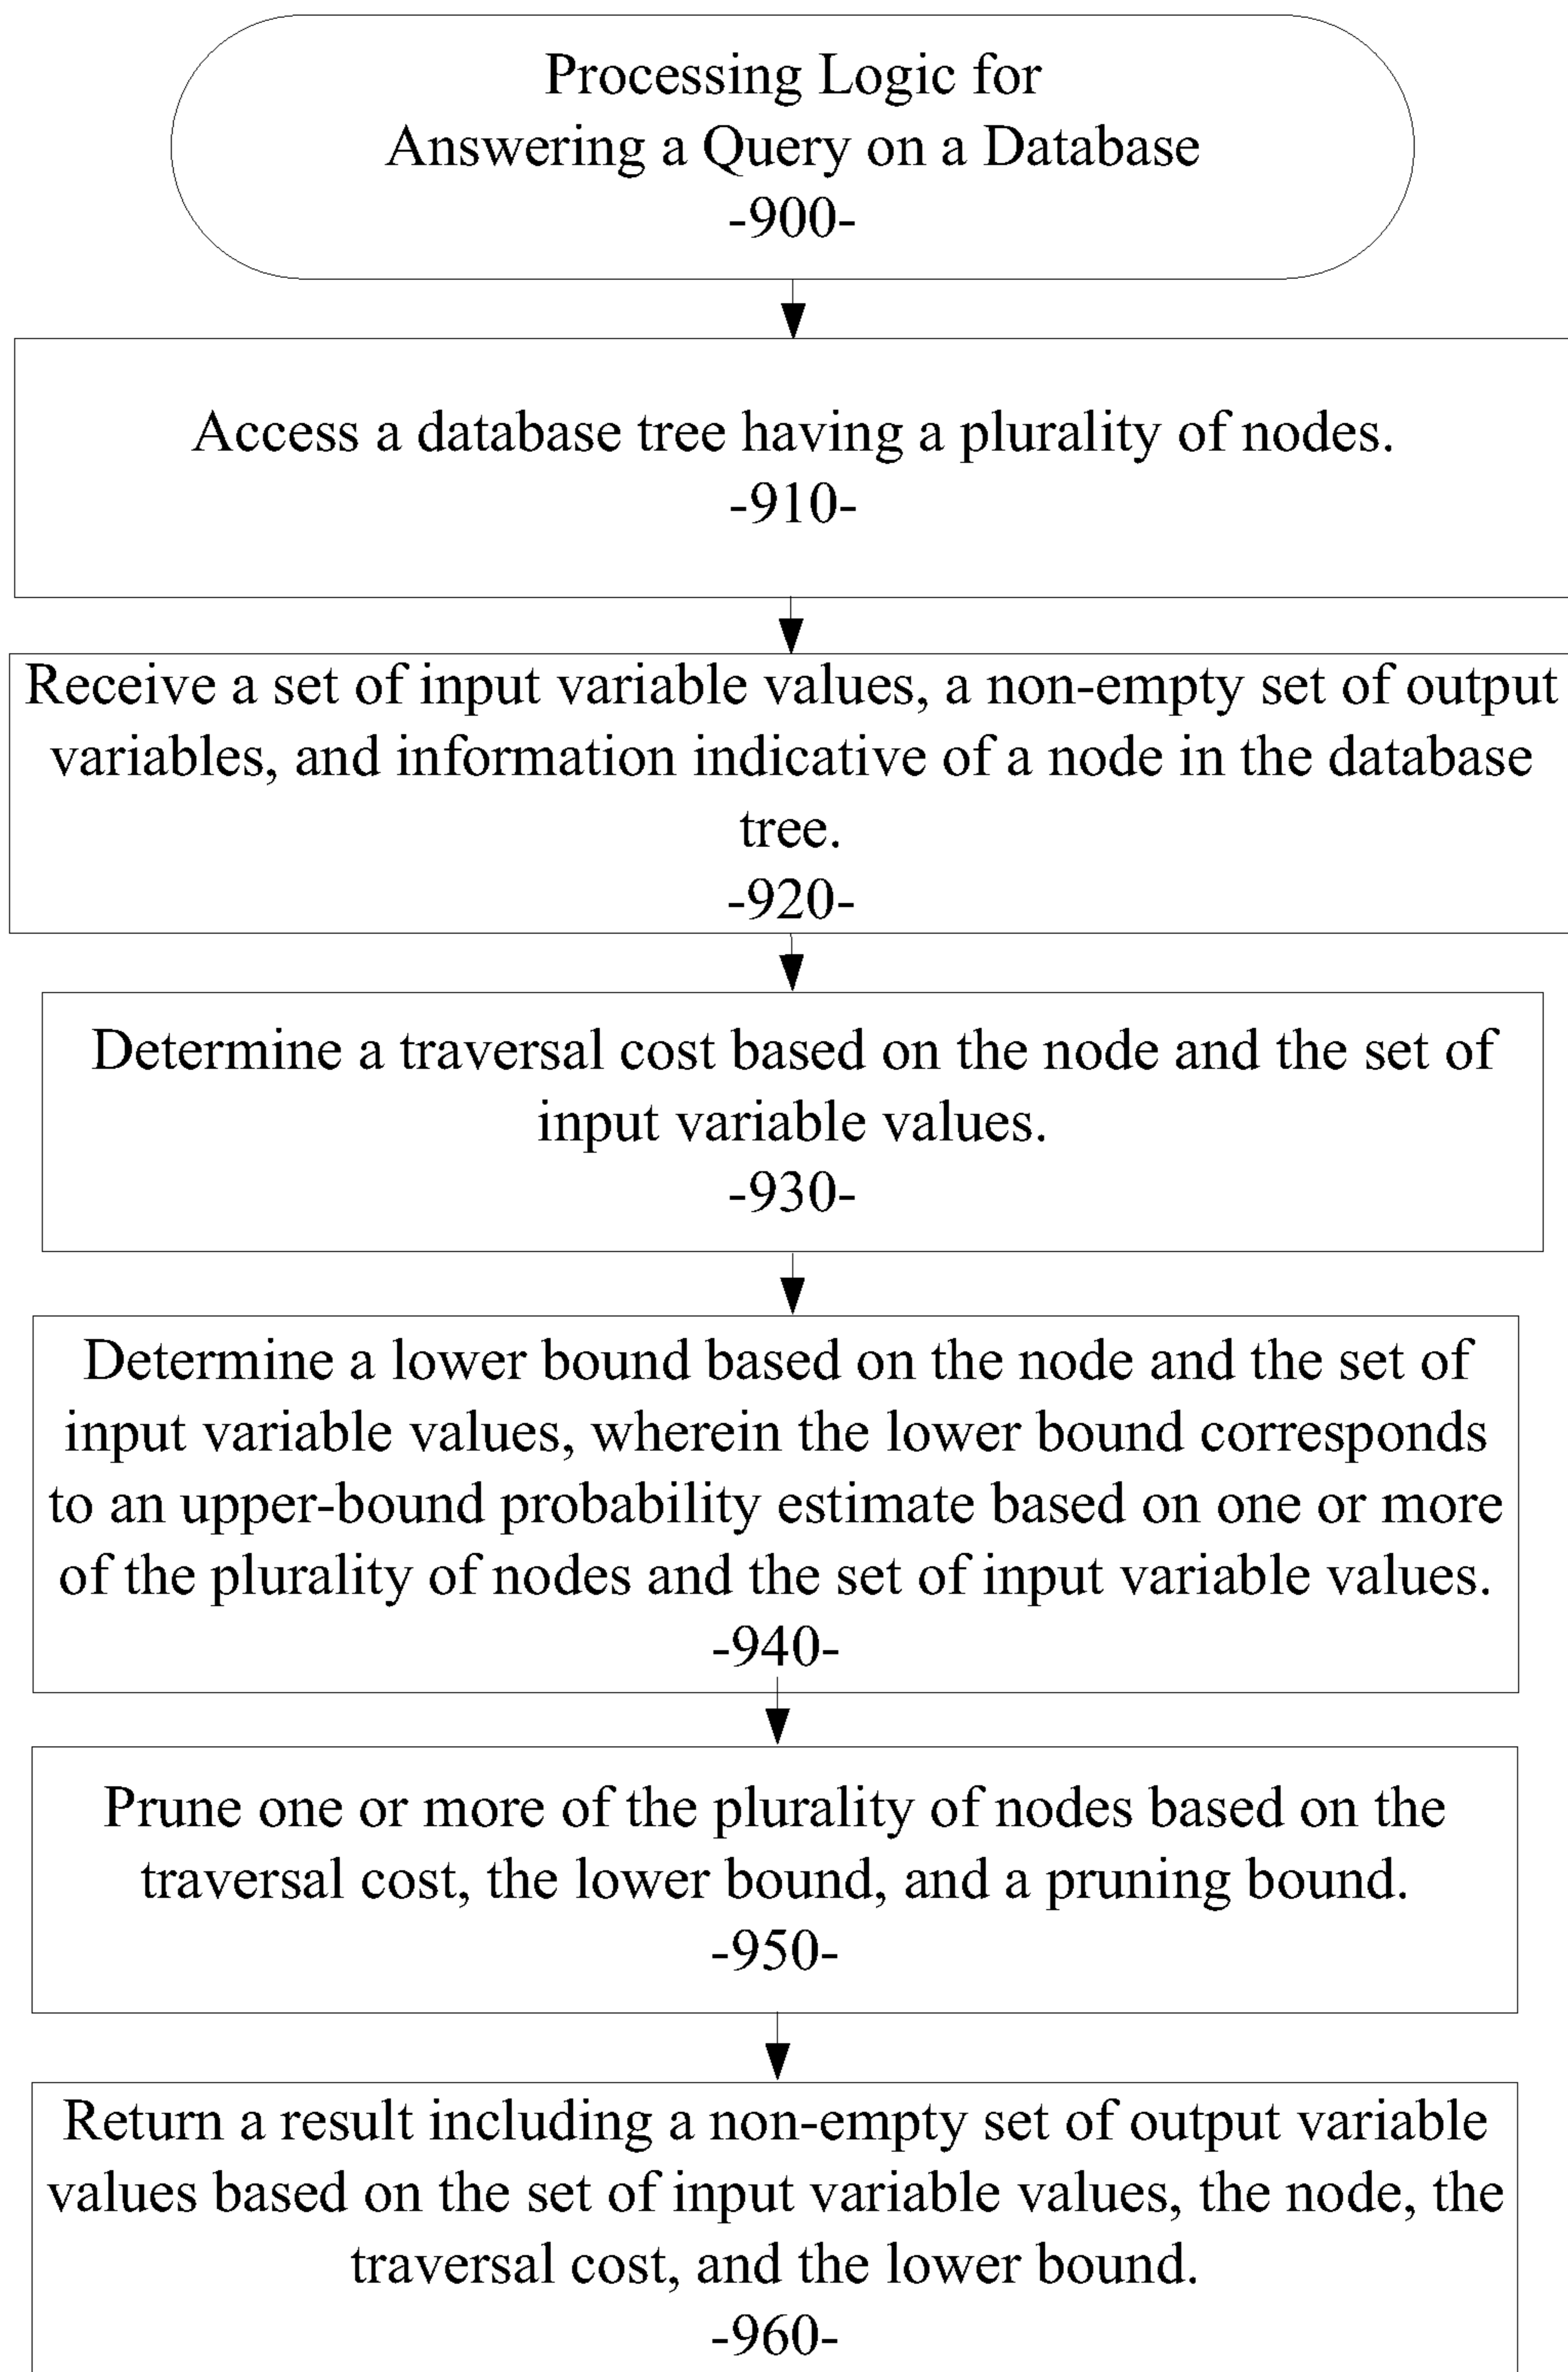 Processing Logic for
Answering a Query on a Database
-900-
Access a database tree having a plurality of nodes.
-910-
Receive a set of input variable values, a non-empty set of output
variables, and information indicative of a node in the database
tree.
-920-
Determine a traversal cost based on the node and the set of
input variable values.
-930-
Determine a lower bound based on the node and the set of
input variable values, wherein the lower bound corresponds
to an upper-bound probability estimate based on one or more
of the plurality of nodes and the set of input variable values.
-940-
Prune one or more of the plurality of nodes based on the
traversal cost, the lower bound, and a pruning bound.
-950-
Return a result including a non-empty set of output variable
values based on the set of input variable values, the node, the
traversal cost, and the lower bound.
-960-